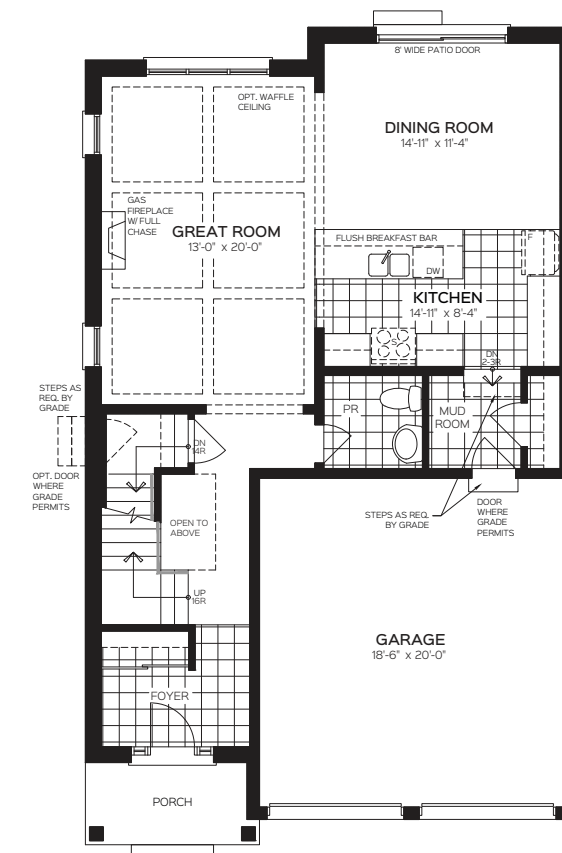 8' WIDE PATIO DOOR
OPT. WAFFLE
CEILING
DINING ROOM
14'-11" x 11'-4"
GAS
FIREPLACE
W/ FULL
CHASE
GREAT ROOM
13'-0" x 20'-0"
FLUSH BREAKFAST BAR
F
DW
KITCHEN
14'-11" x 8'-4"
S
DN
2-3R
STEPS AS
REQ. BY
GRADE
PR
MUD
ROOM
DN
14R
OPT. DOOR
WHERE
GRADE
PERMITS
OPEN TO
ABOVE
STEPS AS REQ.
BY GRADE
DOOR
WHERE
GRADE
PERMITS
UP
16R
GARAGE
18'-6" x 20'-0"
FOYER
PORCH